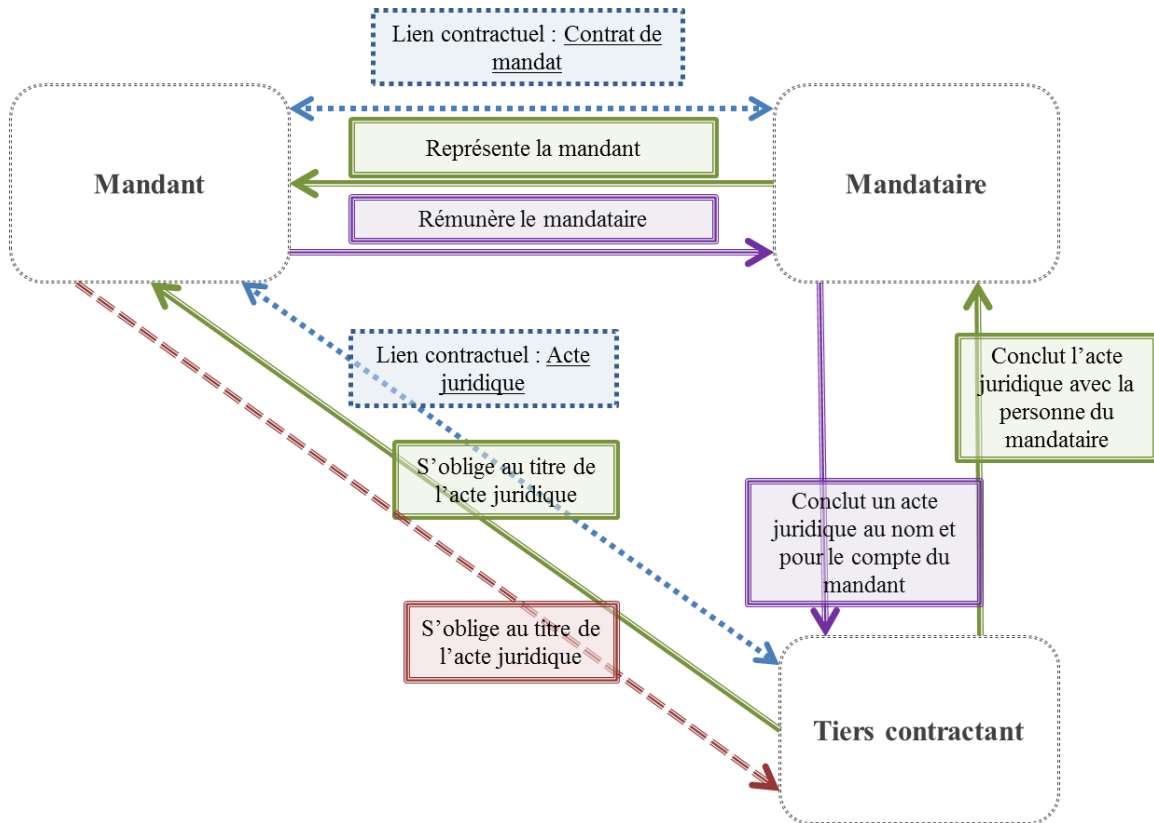 Lien contractuel : Contrat de
mandat
Mandant
Représente la mandant
Mandataire
Rémunère le mandataire
Lien contractuel : Acte
juridique
Conclut l’acte
juridique avec la
personne du
mandataire
S’oblige au titre de
l’acte juridique
Conclut un acte
juridique au nom et
pour le compte du
mandant
S’oblige au titre de
l’acte juridique
Tiers contractant